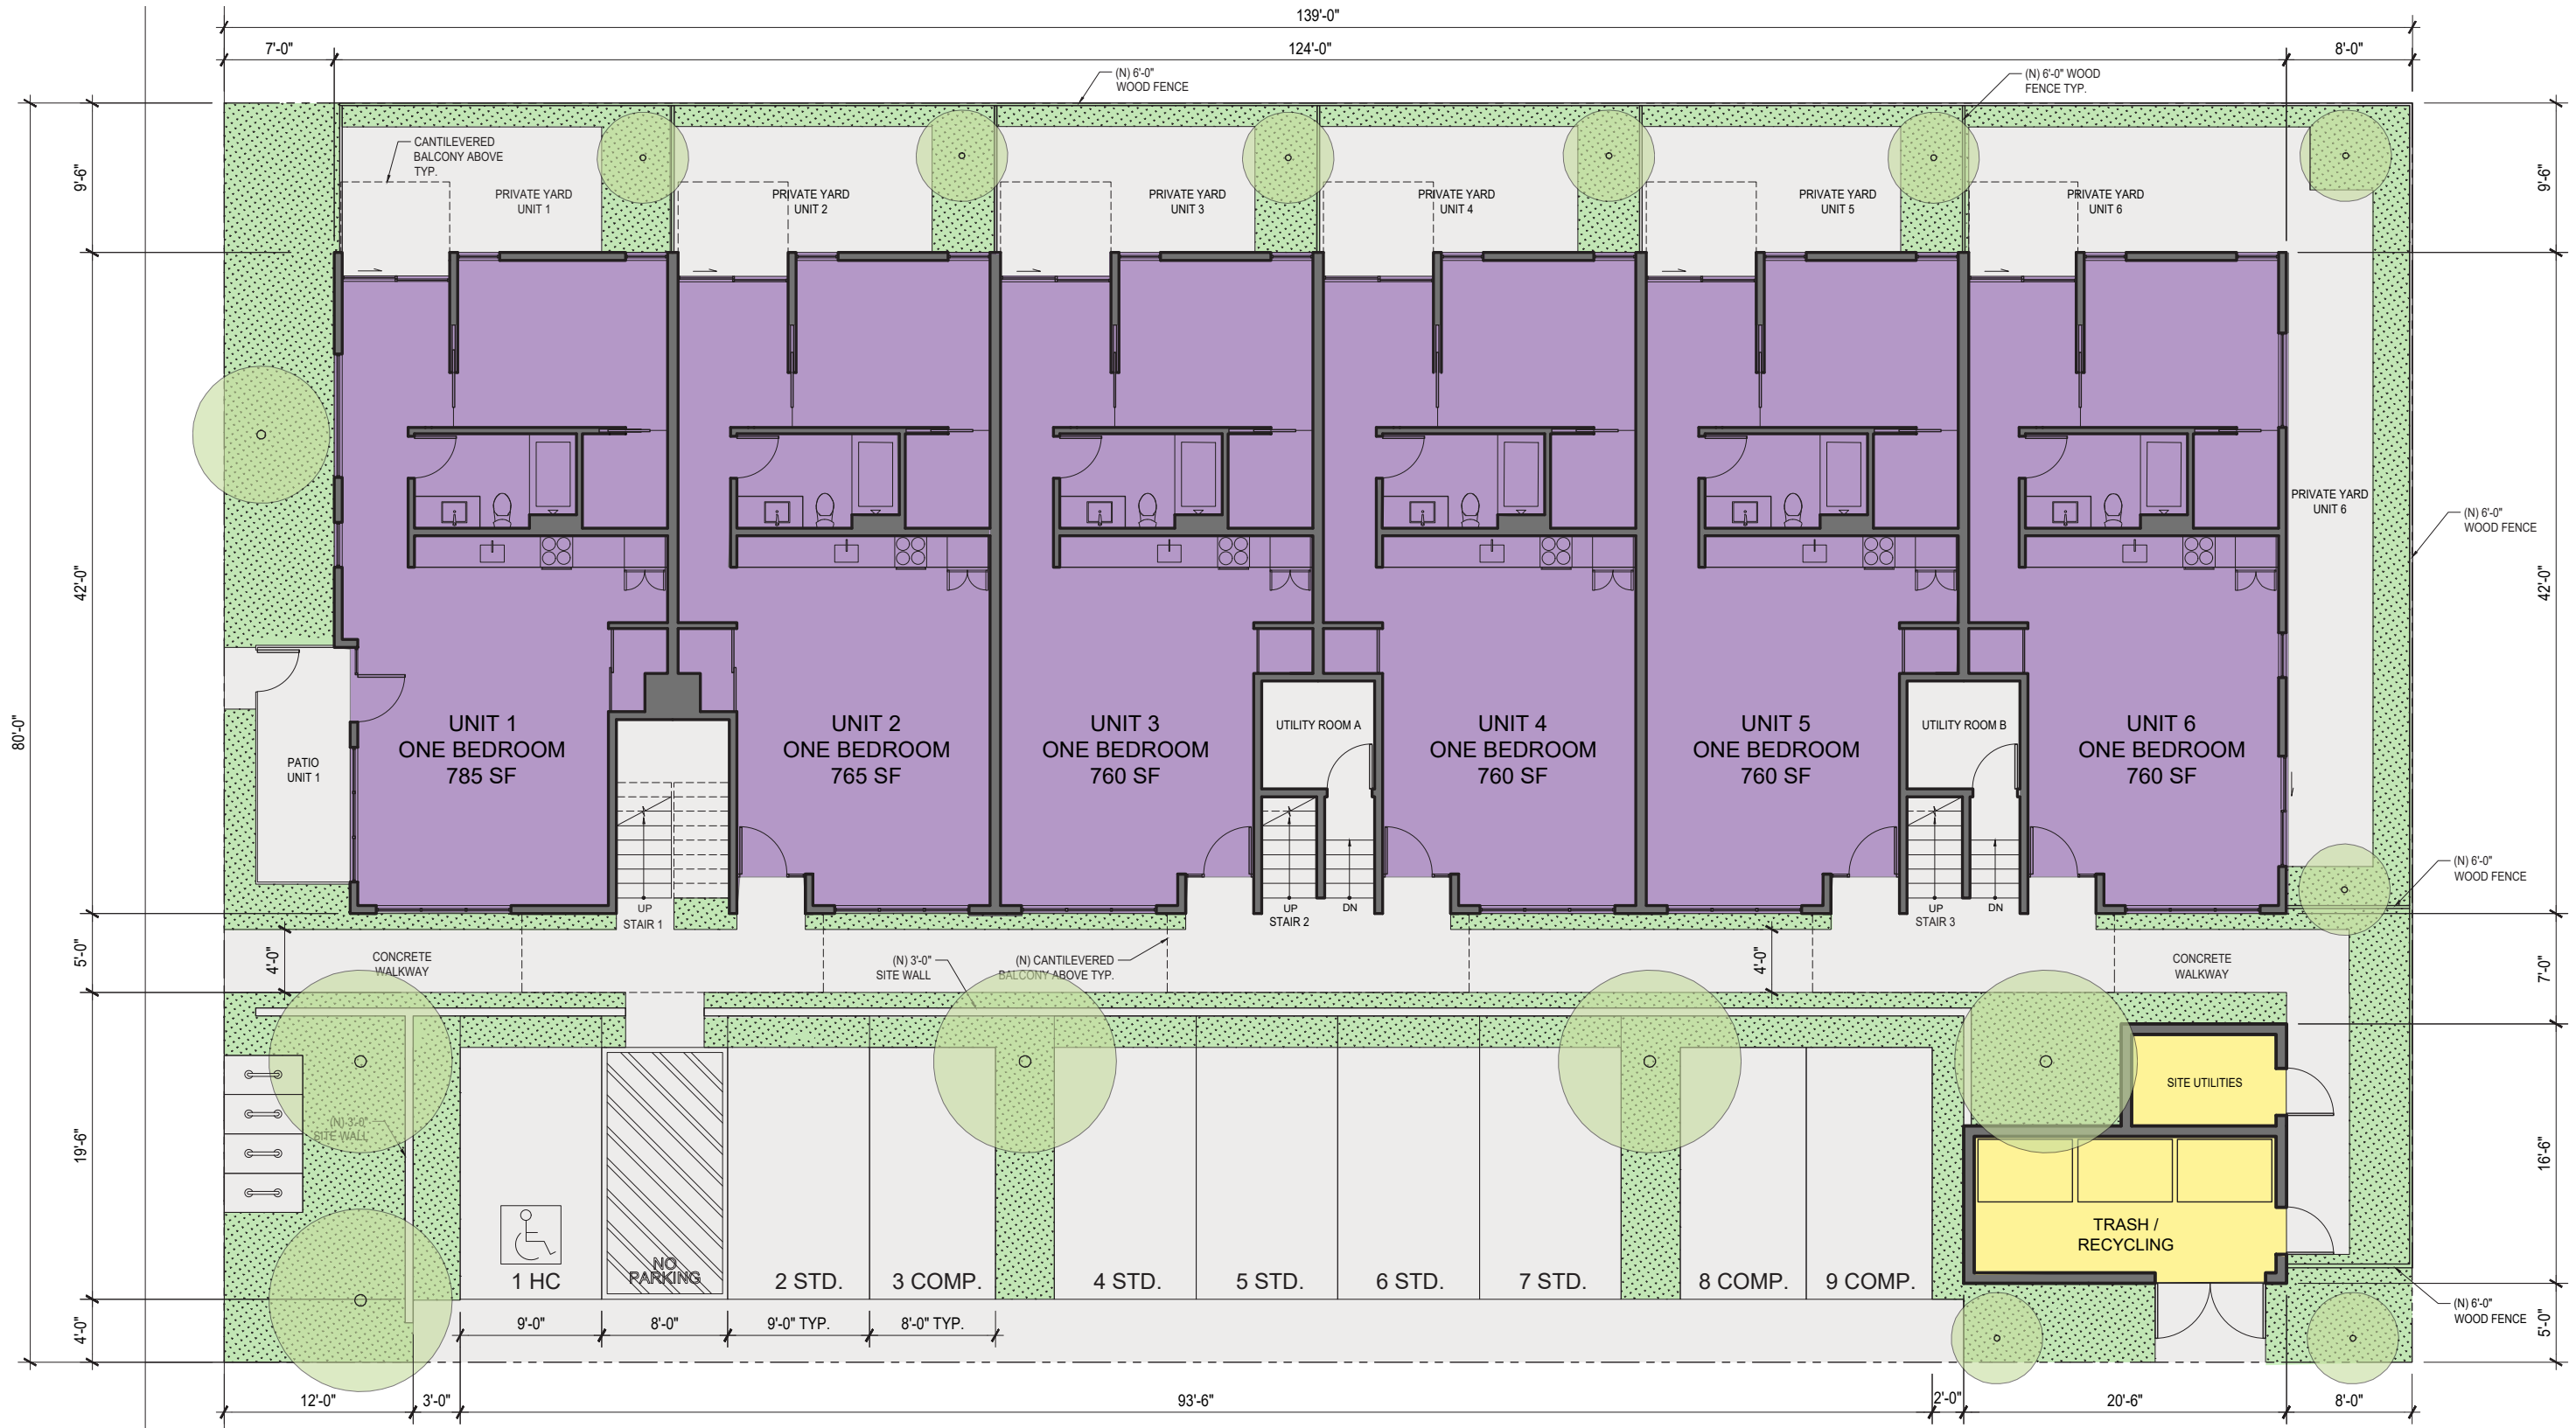 139'-0"
7'-0"
124'-0"
8'-0"
(N) 6'-0"
WOOD FENCE
(N) 6'-0" WOOD
FENCE TYP.
CANTILEVERED
BALCONY ABOVE
TYP.
9'-6"
9'-6"
PRIVATE YARD
UNIT 1
PRIVATE YARD
UNIT 2
PRIVATE YARD
UNIT 3
PRIVATE YARD
UNIT 4
PRIVATE YARD
UNIT 5
PRIVATE YARD
UNIT 6
PRIVATE YARD
UNIT 6
(N) 6'-0"
WOOD FENCE
42'-0"
42'-0"
80'-0"
UNIT 1
ONE BEDROOM
785 SF
UNIT 2
ONE BEDROOM
765 SF
UNIT 3
ONE BEDROOM
760 SF
UTILITY ROOM A
UNIT 4
ONE BEDROOM
760 SF
UNIT 5
ONE BEDROOM
760 SF
UTILITY ROOM B
UNIT 6
ONE BEDROOM
760 SF
PATIO
UNIT 1
(N) 6'-0"
WOOD FENCE
UP
STAIR 1
UP
STAIR 2
DN
UP
STAIR 3
DN
5'-0"
4'-0"
CONCRETE
WALKWAY
(N) 3'-0"
SITE WALL
(N) CANTILEVERED
BALCONY ABOVE TYP.
4'-0"
CONCRETE
WALKWAY
7'-0"
SITE UTILITIES
(N) 3'-0"
SITE WALL
19'-6"
16'-6"
TRASH /
RECYCLING
1 HC
NO
PARKING
2 STD.
3 COMP.
4 STD.
5 STD.
6 STD.
7 STD.
8 COMP.
9 COMP.
(N) 6'-0"
WOOD FENCE
4'-0"
9'-0"
8'-0"
9'-0" TYP.
8'-0" TYP.
5'-0"
12'-0"
3'-0"
93'-6"
2'-0"
20'-6"
8'-0"